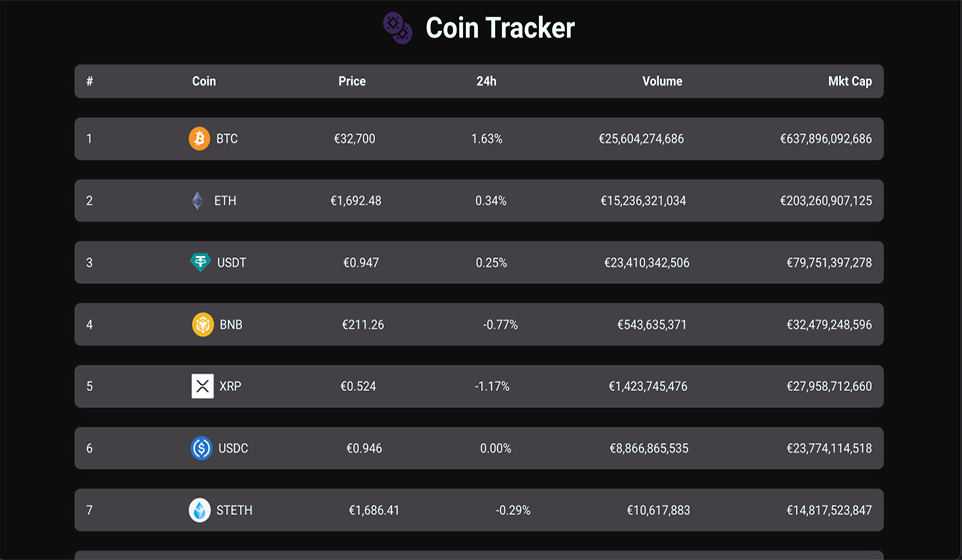 Coin Tracker
# Coin Price 24h Volume Mkt Cap
1 BTC €32,700 1.63% €25,604,274,686 €637,896,092,686
2 ETH €1,692.48 0.34% €15,236,321,034 €203,260,907,125
3 USDT €0.947 0.25% €23,410,342,506 €79,751,397,278
4 BNB €211.26 -0.77% €543,635,371 €32,479,248,596
5 XRP €0.524 -1.17% €1,423,745,476 €27,958,712,660
6 USDC €0.946 0.00% €8,866,865,535 €23,774,114,518
7 STETH €1,686.41 -0.29% €10,617,883 €14,817,523,847